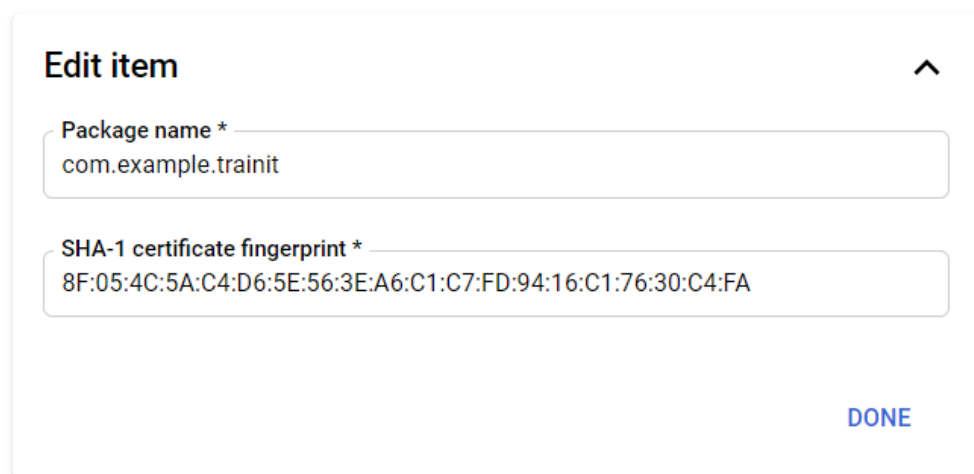 Edit item
Package name *
com.example.trainit
SHA-1 certificate fingerprint *
8F:05:4C:5A:C4:D6:5E:56:3E:A6:C1:C7:FD:94:16:C1:76:30:C4:FA
DONE